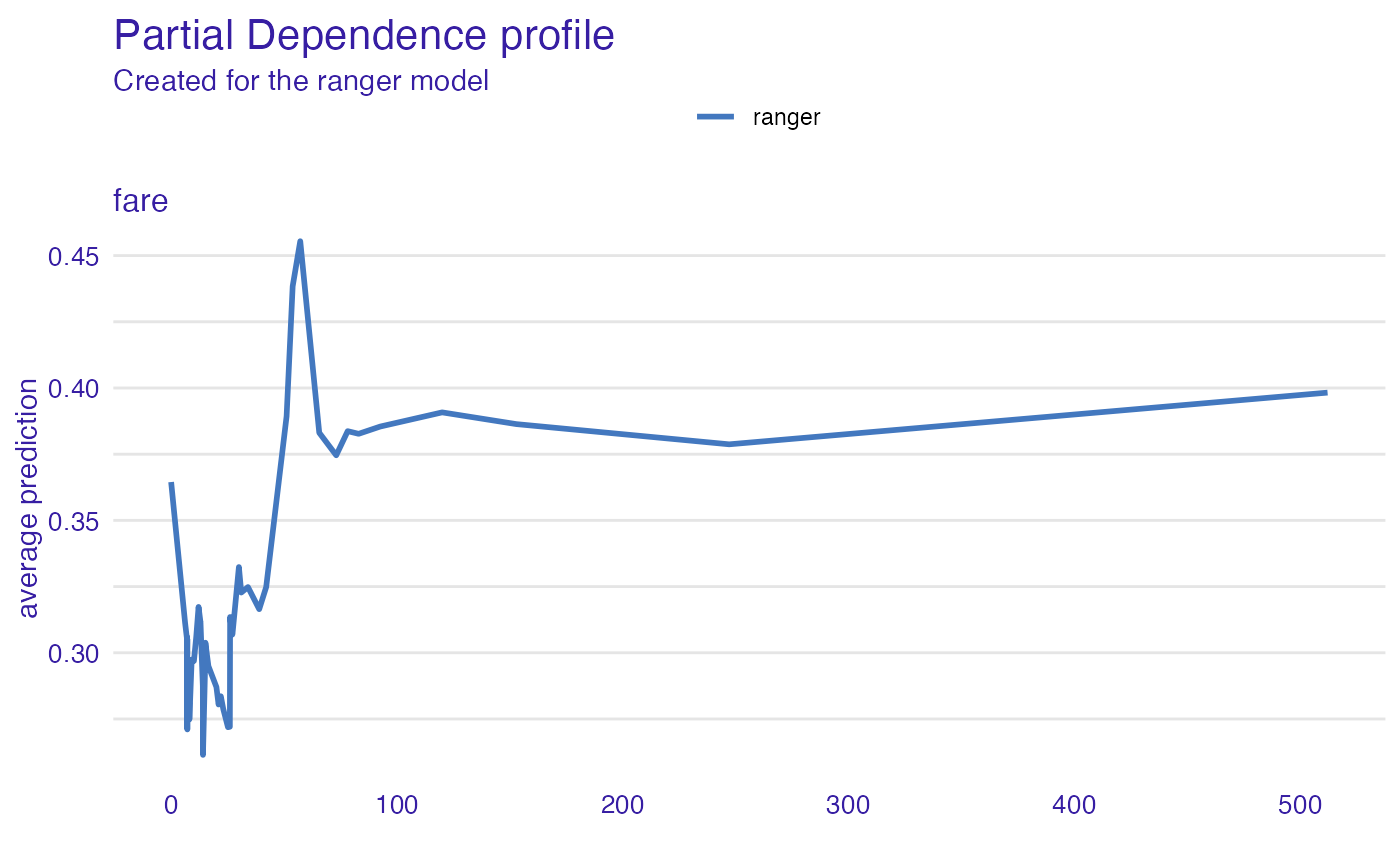 Partial Dependence profile
Created for the ranger model
ranger
fare
average prediction
0.45
0.40
0.35
0.30
0 100 200 300 400 500